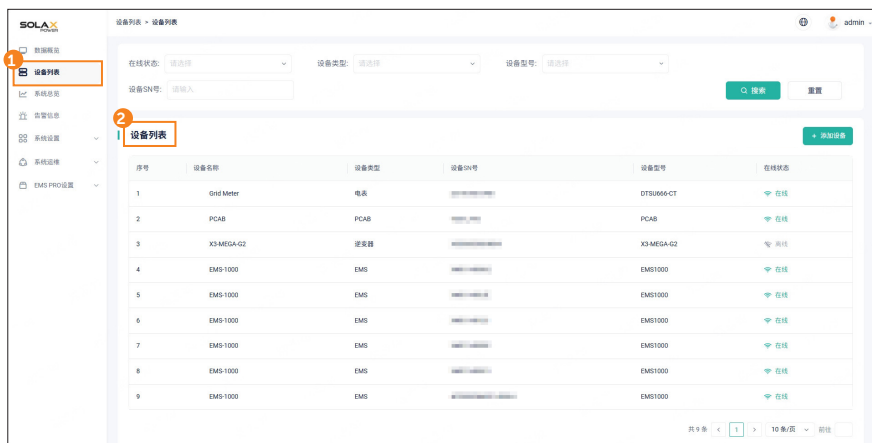 SOLAX
POWER
设备列表 > 设备列表
admin
数据概览
1
设备列表
系统总览
告警信息
系统设置
系统运维
EMS PRO设置
在线状态: 请选择
设备类型: 请选择
设备型号: 请选择
设备SN号: 请输入
搜索
重置
2
设备列表
+ 添加设备
序号 设备名称 设备类型 设备SN号 设备型号 在线状态
1 Grid Meter 电表 DTSU666-CT 在线
2 PCAB PCAB PCAB 在线
3 X3-MEGA-G2 逆变器 X3-MEGA-G2 离线
4 EMS-1000 EMS EMS1000 在线
5 EMS-1000 EMS EMS1000 在线
6 EMS-1000 EMS EMS1000 在线
7 EMS-1000 EMS EMS1000 在线
8 EMS-1000 EMS EMS1000 在线
9 EMS-1000 EMS EMS1000 在线
共 9 条 < 1 > 10 条/页 前往